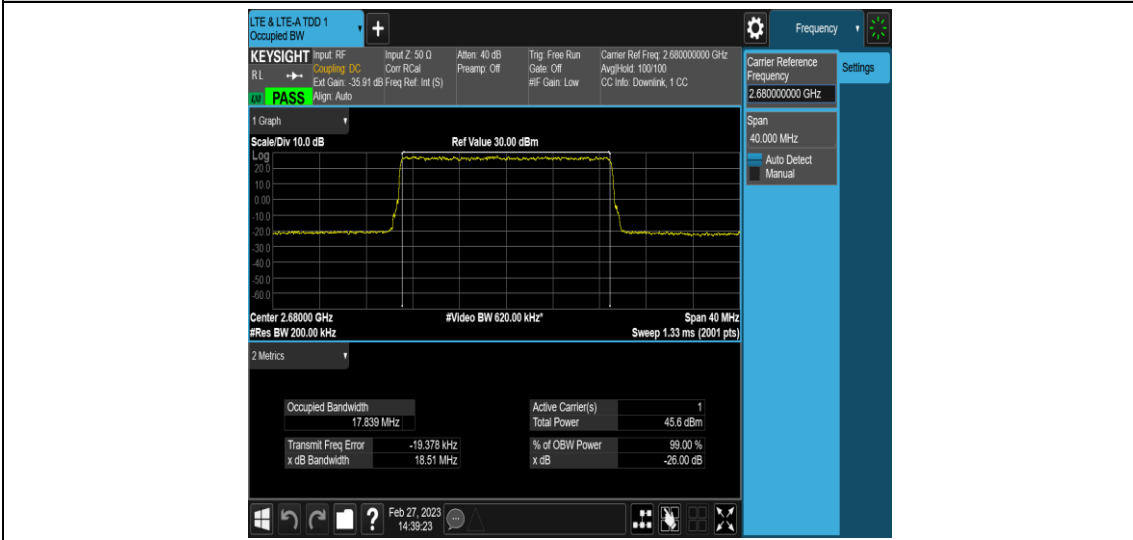 LTE & LTE-A TDD 1
Occupied BW
Frequency
KEYSIGHT Input: RF Input Z: 50 Ω Atten: 40 dB Trig: Free Run Carrier Ref Freq: 2.680000000 GHz
Coupling: DC Corr RCal Preamp: Off Gate: Off Avg|Hold: 100/100
R L Ext Gain: -35.91 dB Freq Ref: Int (S) #IF Gain: Low CC Info: Downlink, 1 CC
PASS Align: Auto
Carrier Reference Frequency
2.680000000 GHz
Settings
Span
40.000 MHz
Auto Detect
Manual
1 Graph
Scale/Div 10.0 dB Ref Value 30.00 dBm
Log
20.0
10.0
0.00
-10.0
-20.0
-30.0
-40.0
-50.0
-60.0
Center 2.68000 GHz #Video BW 620.00 kHz* Span 40 MHz
#Res BW 200.00 kHz Sweep 1.33 ms (2001 pts)
2 Metrics
Occupied Bandwidth
17.839 MHz
Transmit Freq Error -19.378 kHz
x dB Bandwidth 18.51 MHz
Active Carrier(s) 1
Total Power 45.6 dBm
% of OBW Power 99.00 %
x dB -26.00 dB
? Feb 27, 2023
14:39:23